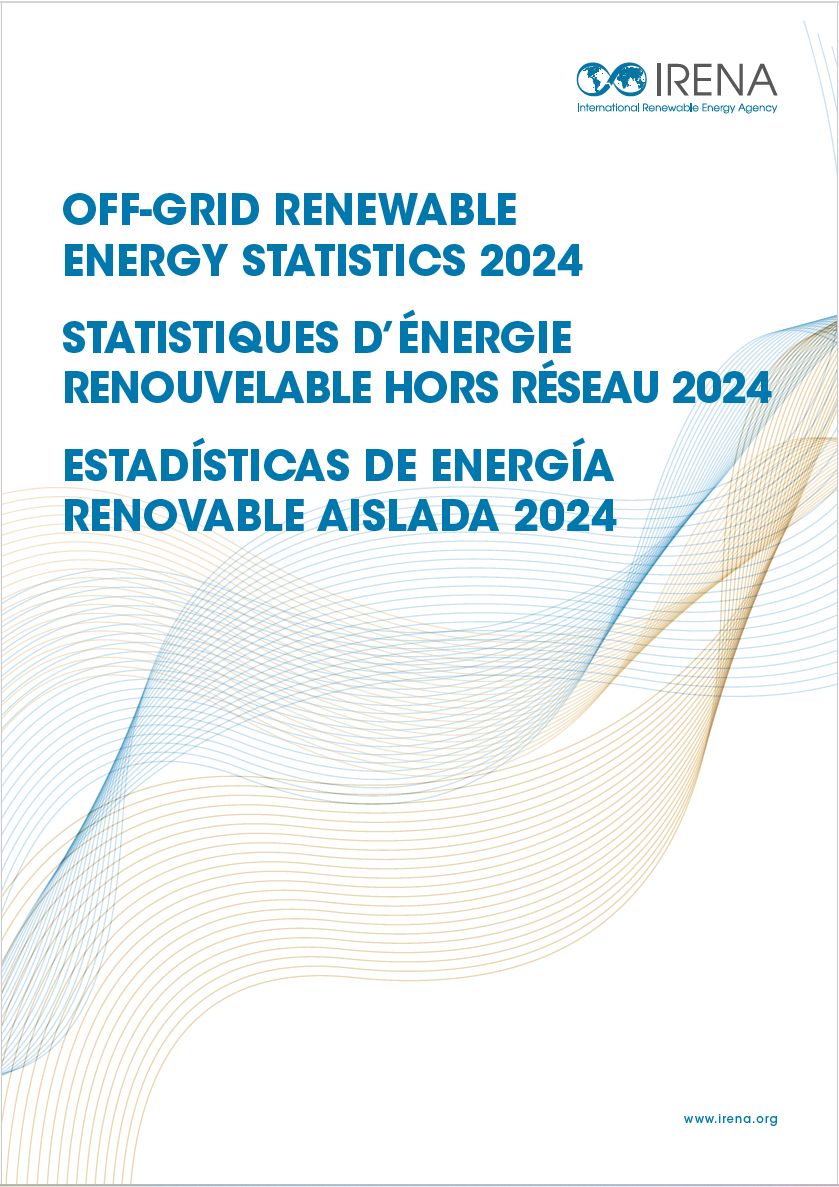 IRENA
International Renewable Energy Agency
OFF-GRID RENEWABLE
ENERGY STATISTICS 2024
STATISTIQUES D’ÉNERGIE
RENOUVELABLE HORS RÉSEAU 2024
ESTADÍSTICAS DE ENERGÍA
RENOVABLE AISLADA 2024
www.irena.org